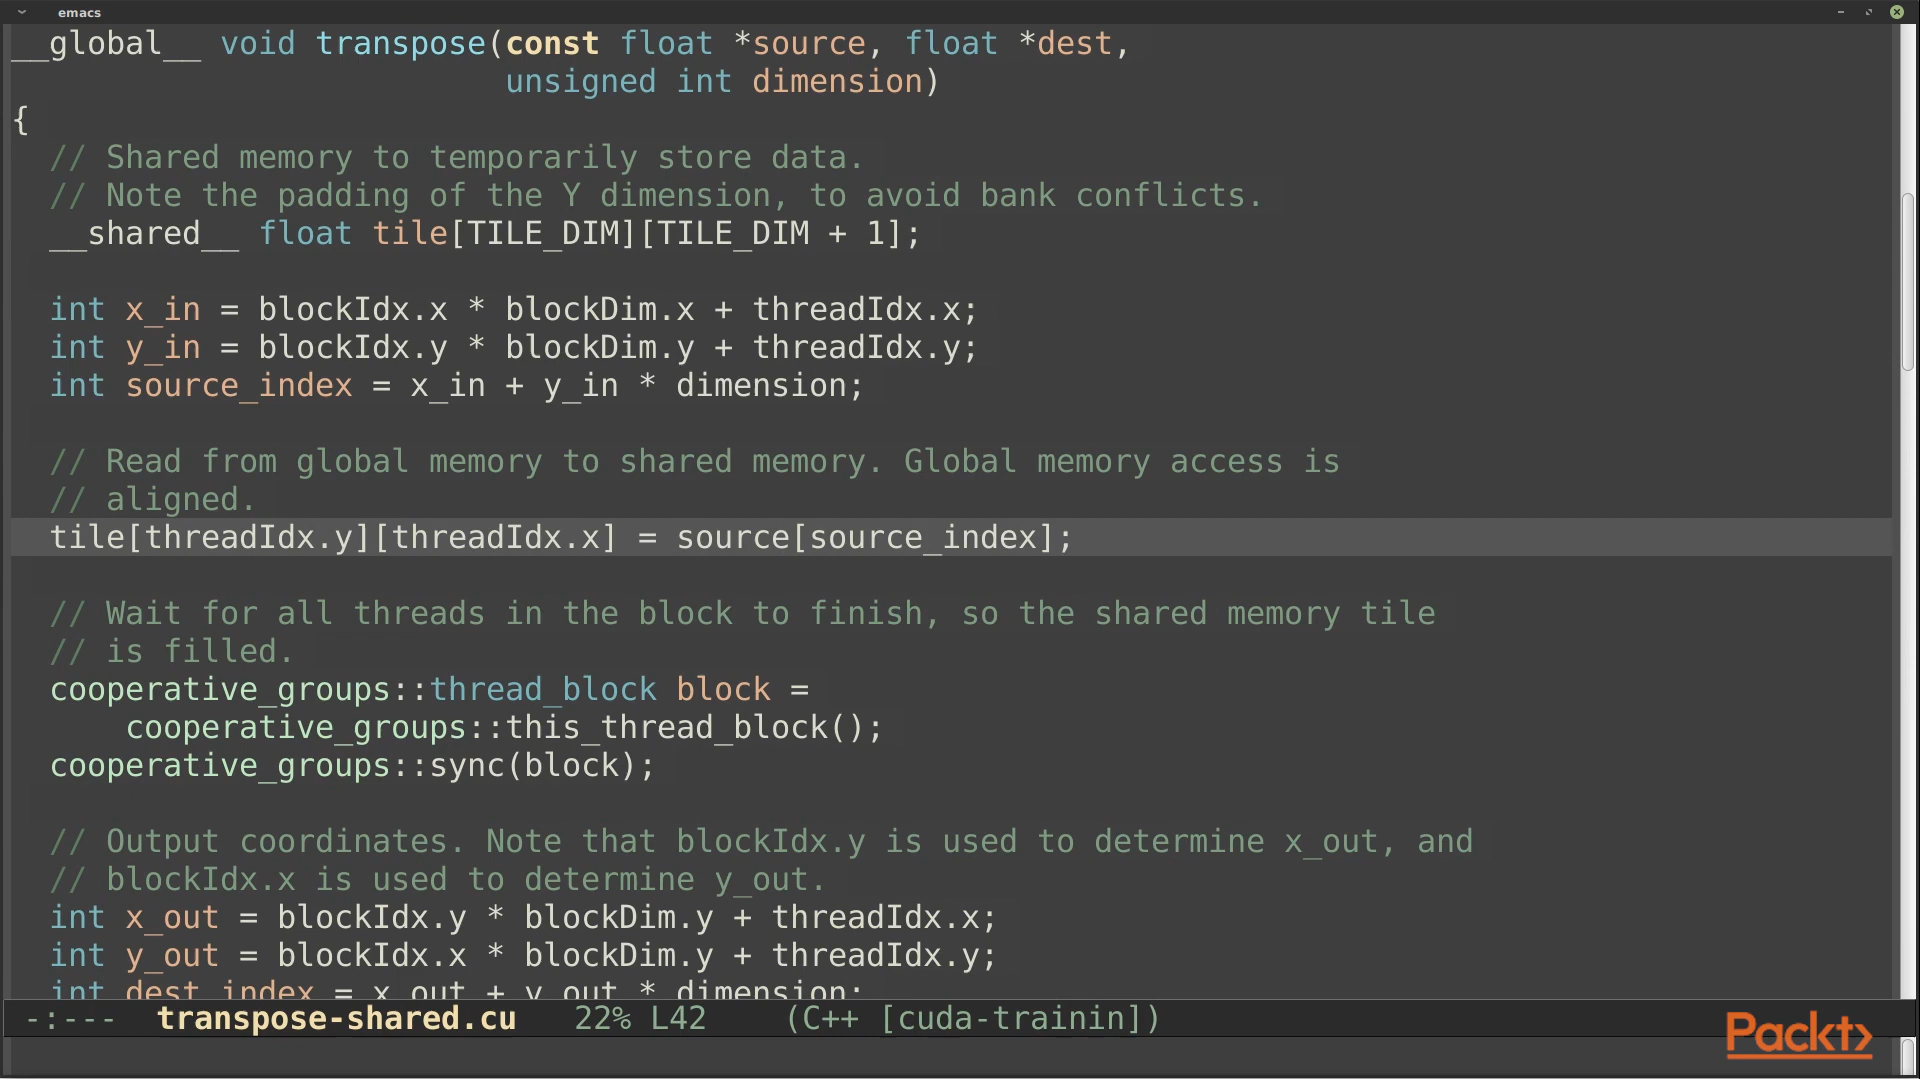 emacs
__global__ void transpose(const float *source, float *dest,
unsigned int dimension)
{
// Shared memory to temporarily store data.
// Note the padding of the Y dimension, to avoid bank conflicts.
__shared__ float tile[TILE_DIM][TILE_DIM + 1];
int x_in = blockIdx.x * blockDim.x + threadIdx.x;
int y_in = blockIdx.y * blockDim.y + threadIdx.y;
int source_index = x_in + y_in * dimension;
// Read from global memory to shared memory. Global memory access is
// aligned.
tile[threadIdx.y][threadIdx.x] = source[source_index];
// Wait for all threads in the block to finish, so the shared memory tile
// is filled.
cooperative_groups::thread_block block =
cooperative_groups::this_thread_block();
cooperative_groups::sync(block);
// Output coordinates. Note that blockIdx.y is used to determine x_out, and
// blockIdx.x is used to determine y_out.
int x_out = blockIdx.y * blockDim.y + threadIdx.x;
int y_out = blockIdx.x * blockDim.y + threadIdx.y;
int dest_index = x_out + y_out * dimension;
-:--- transpose-shared.cu 22% L42 (C++ [cuda-trainin])
Packt>